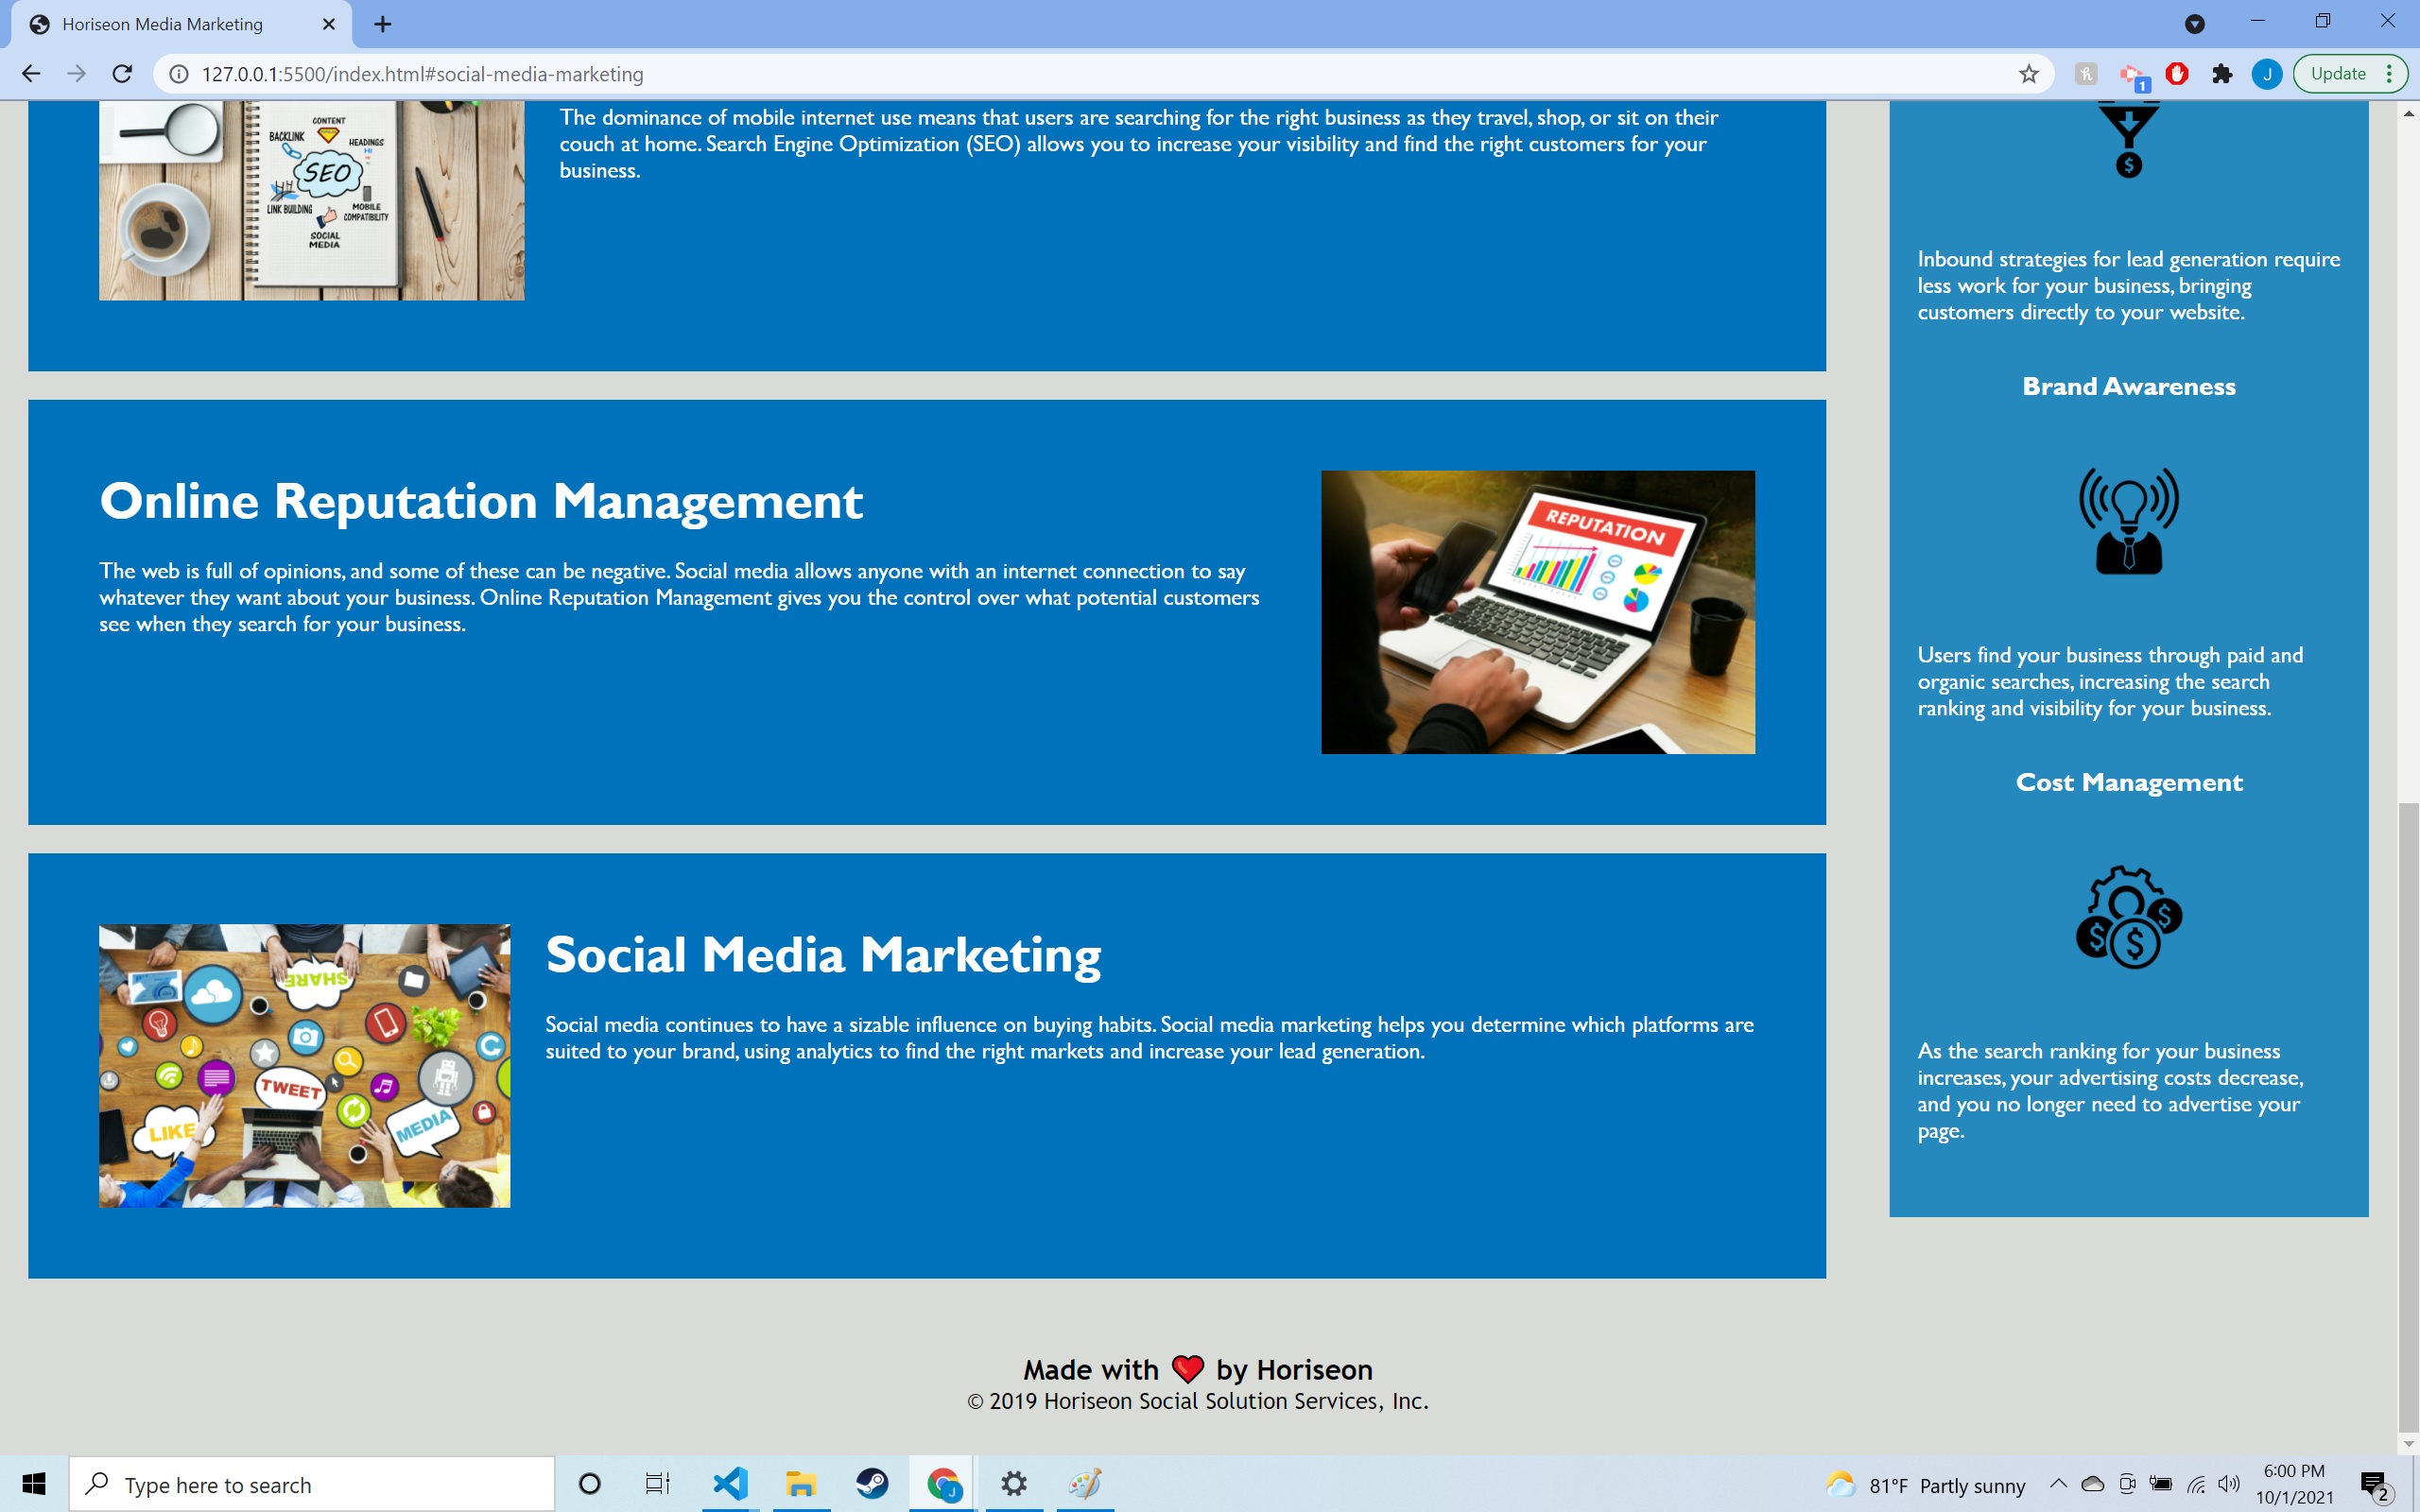 Horiseon Media Marketing
127.0.0.1:5500/index.html#social-media-marketing
1
J
Update
CONTENT
BACKLINK
HEADINGS
SEO
LINK BUILDING
MOBILE
COMPATIBILITY
SOCIAL
MEDIA
The dominance of mobile internet use means that users are searching for the right business as they travel, shop, or sit on their
couch at home. Search Engine Optimization (SEO) allows you to increase your visibility and find the right customers for your
business.
Online Reputation Management
The web is full of opinions, and some of these can be negative. Social media allows anyone with an internet connection to say
whatever they want about your business. Online Reputation Management gives you the control over what potential customers
see when they search for your business.
REPUTATION
SHARE
TWEET
LIKE
MEDIA
Social Media Marketing
Social media continues to have a sizable influence on buying habits. Social media marketing helps you determine which platforms are
suited to your brand, using analytics to find the right markets and increase your lead generation.
$
Inbound strategies for lead generation require
less work for your business, bringing
customers directly to your website.
Brand Awareness
Users find your business through paid and
organic searches, increasing the search
ranking and visibility for your business.
Cost Management
$ $ $
As the search ranking for your business
increases, your advertising costs decrease,
and you no longer need to advertise your
page.
Made with ❤️ by Horiseon
© 2019 Horiseon Social Solution Services, Inc.
Type here to search
J
81°F Partly sunny
6:00 PM
10/1/2021
2